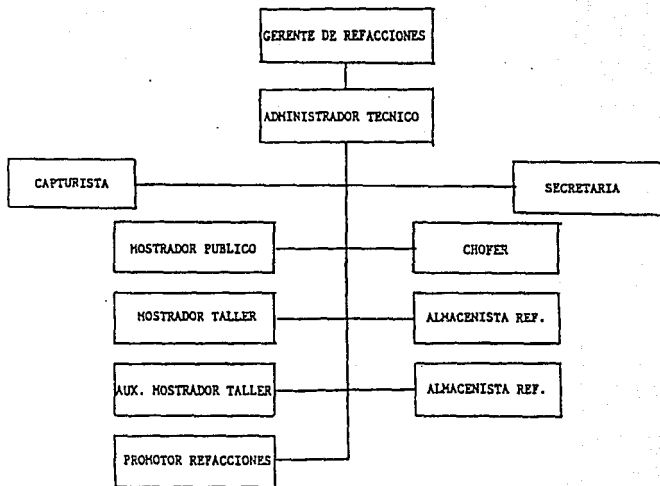 GERENTE DE REFACCIONES
ADMINISTRADOR TECNICO
CAPTURISTA
SECRETARIA
MOSTRADOR PUBLICO
CHOFER
MOSTRADOR TALLER
ALMACENISTA REF.
AUX. MOSTRADOR TALLER
ALMACENISTA REF.
PROMOTOR REFACCIONES